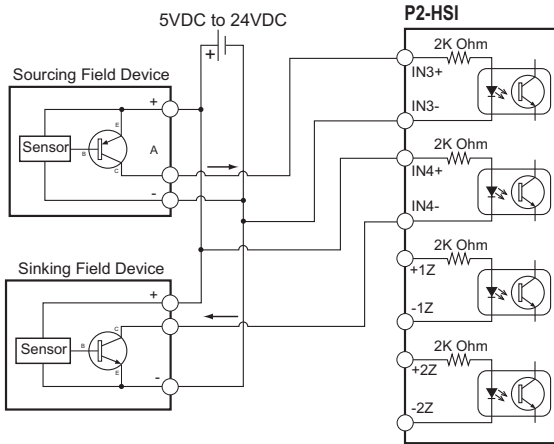 P2-HSI
5VDC to 24VDC
+
2K Ohm
IN3+
IN3-
Sourcing Field Device
+
E
Sensor
B
A
C
-
2K Ohm
IN4+
IN4-
2K Ohm
+1Z
-1Z
Sinking Field Device
+
C
Sensor
B
E
-
2K Ohm
+2Z
-2Z